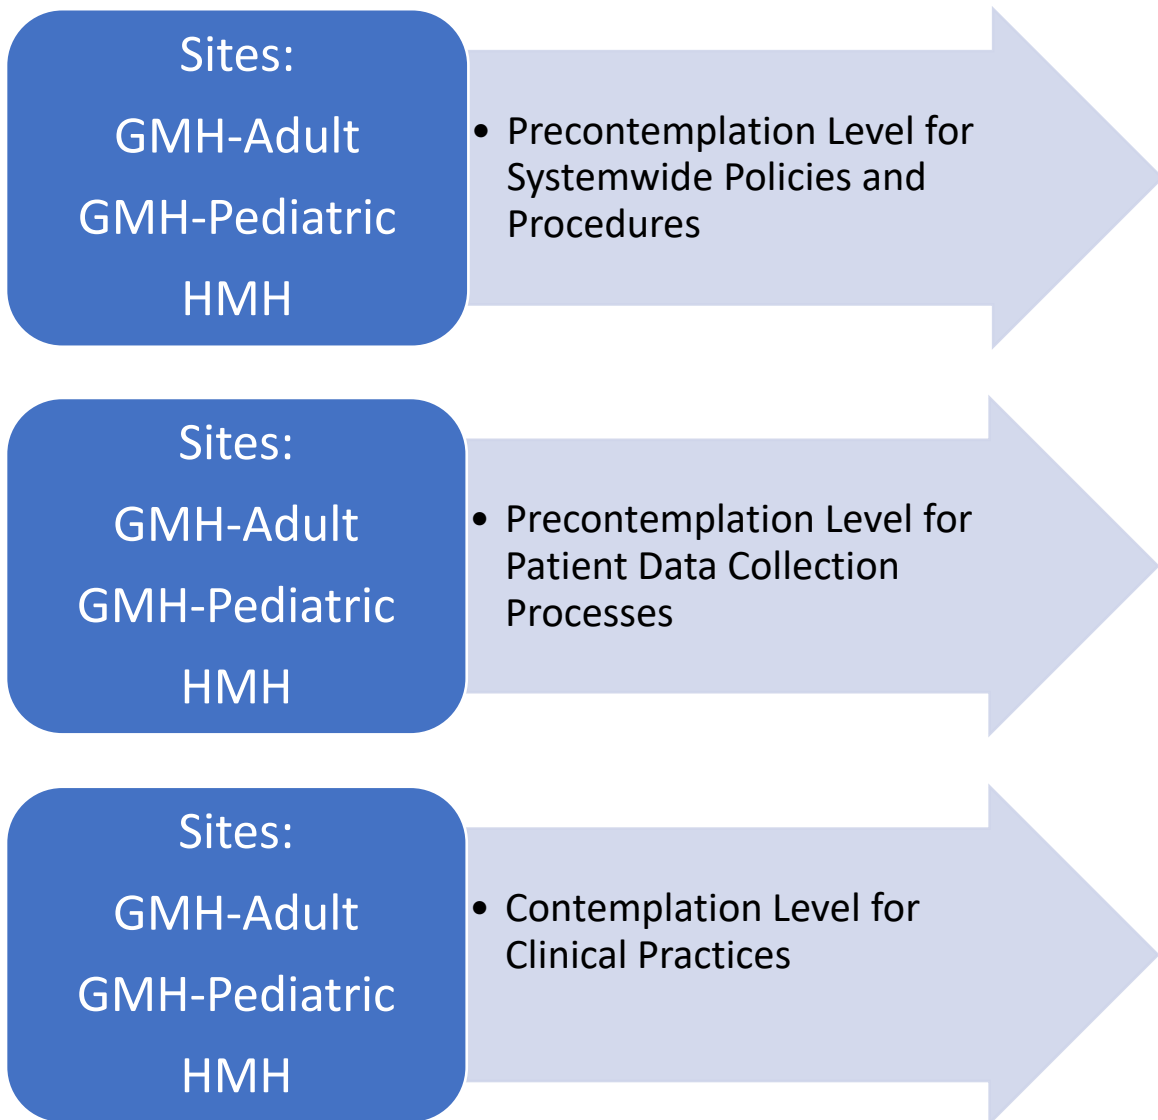 Sites:
GMH-Adult
GMH-Pediatric
HMH
• Precontemplation Level for
Systemwide Policies and
Procedures
Sites:
GMH-Adult
GMH-Pediatric
HMH
• Precontemplation Level for
Patient Data Collection
Processes
Sites:
GMH-Adult
GMH-Pediatric
HMH
• Contemplation Level for
Clinical Practices